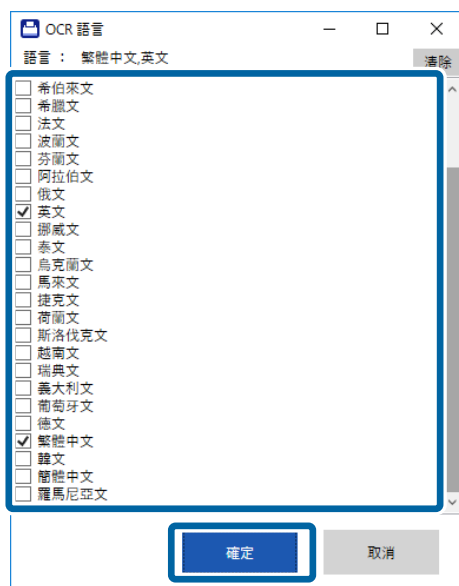 OCR 語言
語言 ： 繁體中文,英文
清除
希伯來文
希臘文
法文
波蘭文
芬蘭文
阿拉伯文
俄文
英文
挪威文
泰文
烏克蘭文
馬來文
捷克文
荷蘭文
斯洛伐克文
越南文
瑞典文
義大利文
葡萄牙文
德文
繁體中文
韓文
簡體中文
羅馬尼亞文
確定
取消